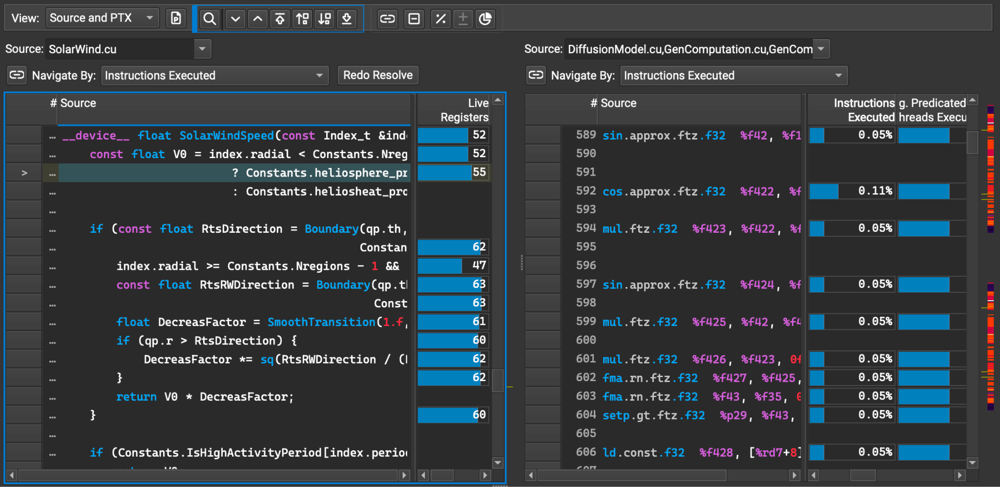 View: Source and PTX
Source: SolarWind.cu
Navigate By: Instructions Executed Redo Resolve
# Source Live Registers
... __device__ float SolarWindSpeed(const Index_t &ind 52
... const float V0 = index.radial < Constants.Nreg 52
> ... ? Constants.heliosphere_pr 55
... : Constants.heliosheat_pro
...
... if (const float RtsDirection = Boundary(qp.th,
... Constan 62
... index.radial >= Constants.Nregions - 1 && 47
... const float RtsRWDirection = Boundary(qp.t 63
... Const 63
... float DecreasFactor = SmoothTransition(1.f, 61
... if (qp.r > RtsDirection) { 60
... DecreasFactor *= sq(RtsRWDirection / ( 62
... } 62
... return V0 * DecreasFactor;
... } 60
...
... if (Constants.IsHighActivityPeriod[index.perio
Source: DiffusionModel.cu,GenComputation.cu,GenCom
Navigate By: Instructions Executed
# Source Instructions Executed g. Predicated hreads Execu
589 sin.approx.ftz.f32 %f42, %f1 0.05%
590
591
592 cos.approx.ftz.f32 %f422, %f 0.11%
593
594 mul.ftz.f32 %f423, %f422, %f 0.05%
595
596
597 sin.approx.ftz.f32 %f424, %f 0.05%
598
599 mul.ftz.f32 %f425, %f42, %f4 0.05%
600
601 mul.ftz.f32 %f426, %f423, 0f 0.05%
602 fma.rn.ftz.f32 %f427, %f425, 0.05%
603 fma.rn.ftz.f32 %f43, %f35, 0 0.05%
604 setp.gt.ftz.f32 %p29, %f43, 0.05%
605
606 ld.const.f32 %f428, [%rd7+8] 0.05%